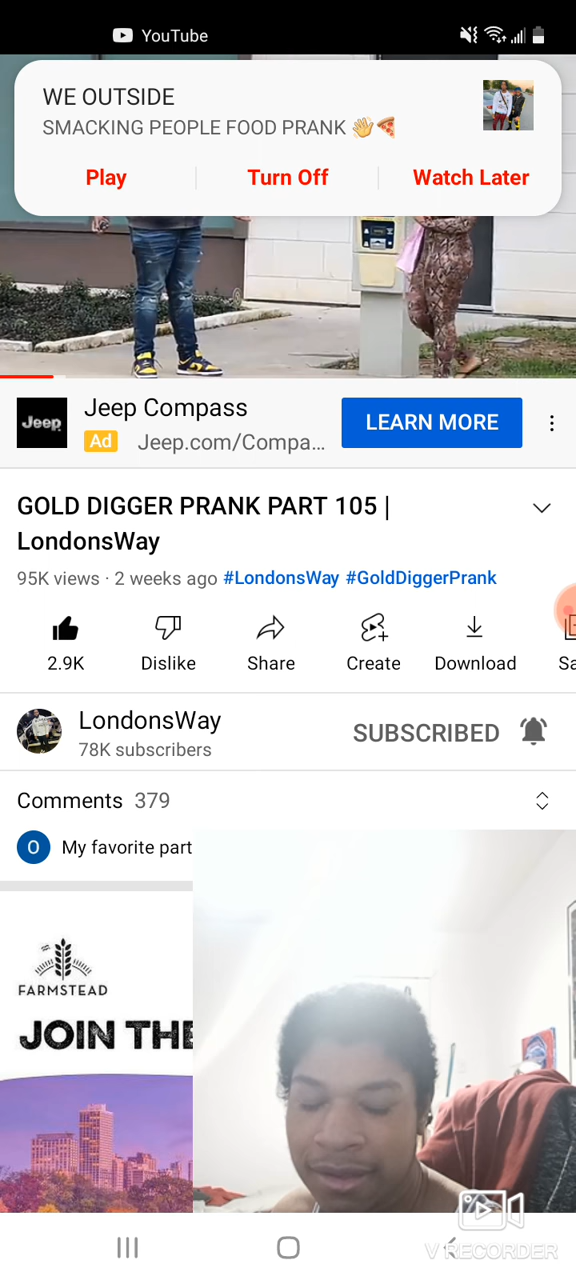 YouTube
WE OUTSIDE
SMACKING PEOPLE FOOD PRANK 👋🍕
Play Turn Off Watch Later
Jeep
Jeep Compass
Ad Jeep.com/Compa...
LEARN MORE
GOLD DIGGER PRANK PART 105 |
LondonsWay
95K views · 2 weeks ago #LondonsWay #GoldDiggerPrank
2.9K Dislike Share Create Download Sa
LondonsWay
78K subscribers
SUBSCRIBED
Comments 379
O My favorite part
FARMSTEAD
JOIN THE
V RECORDER